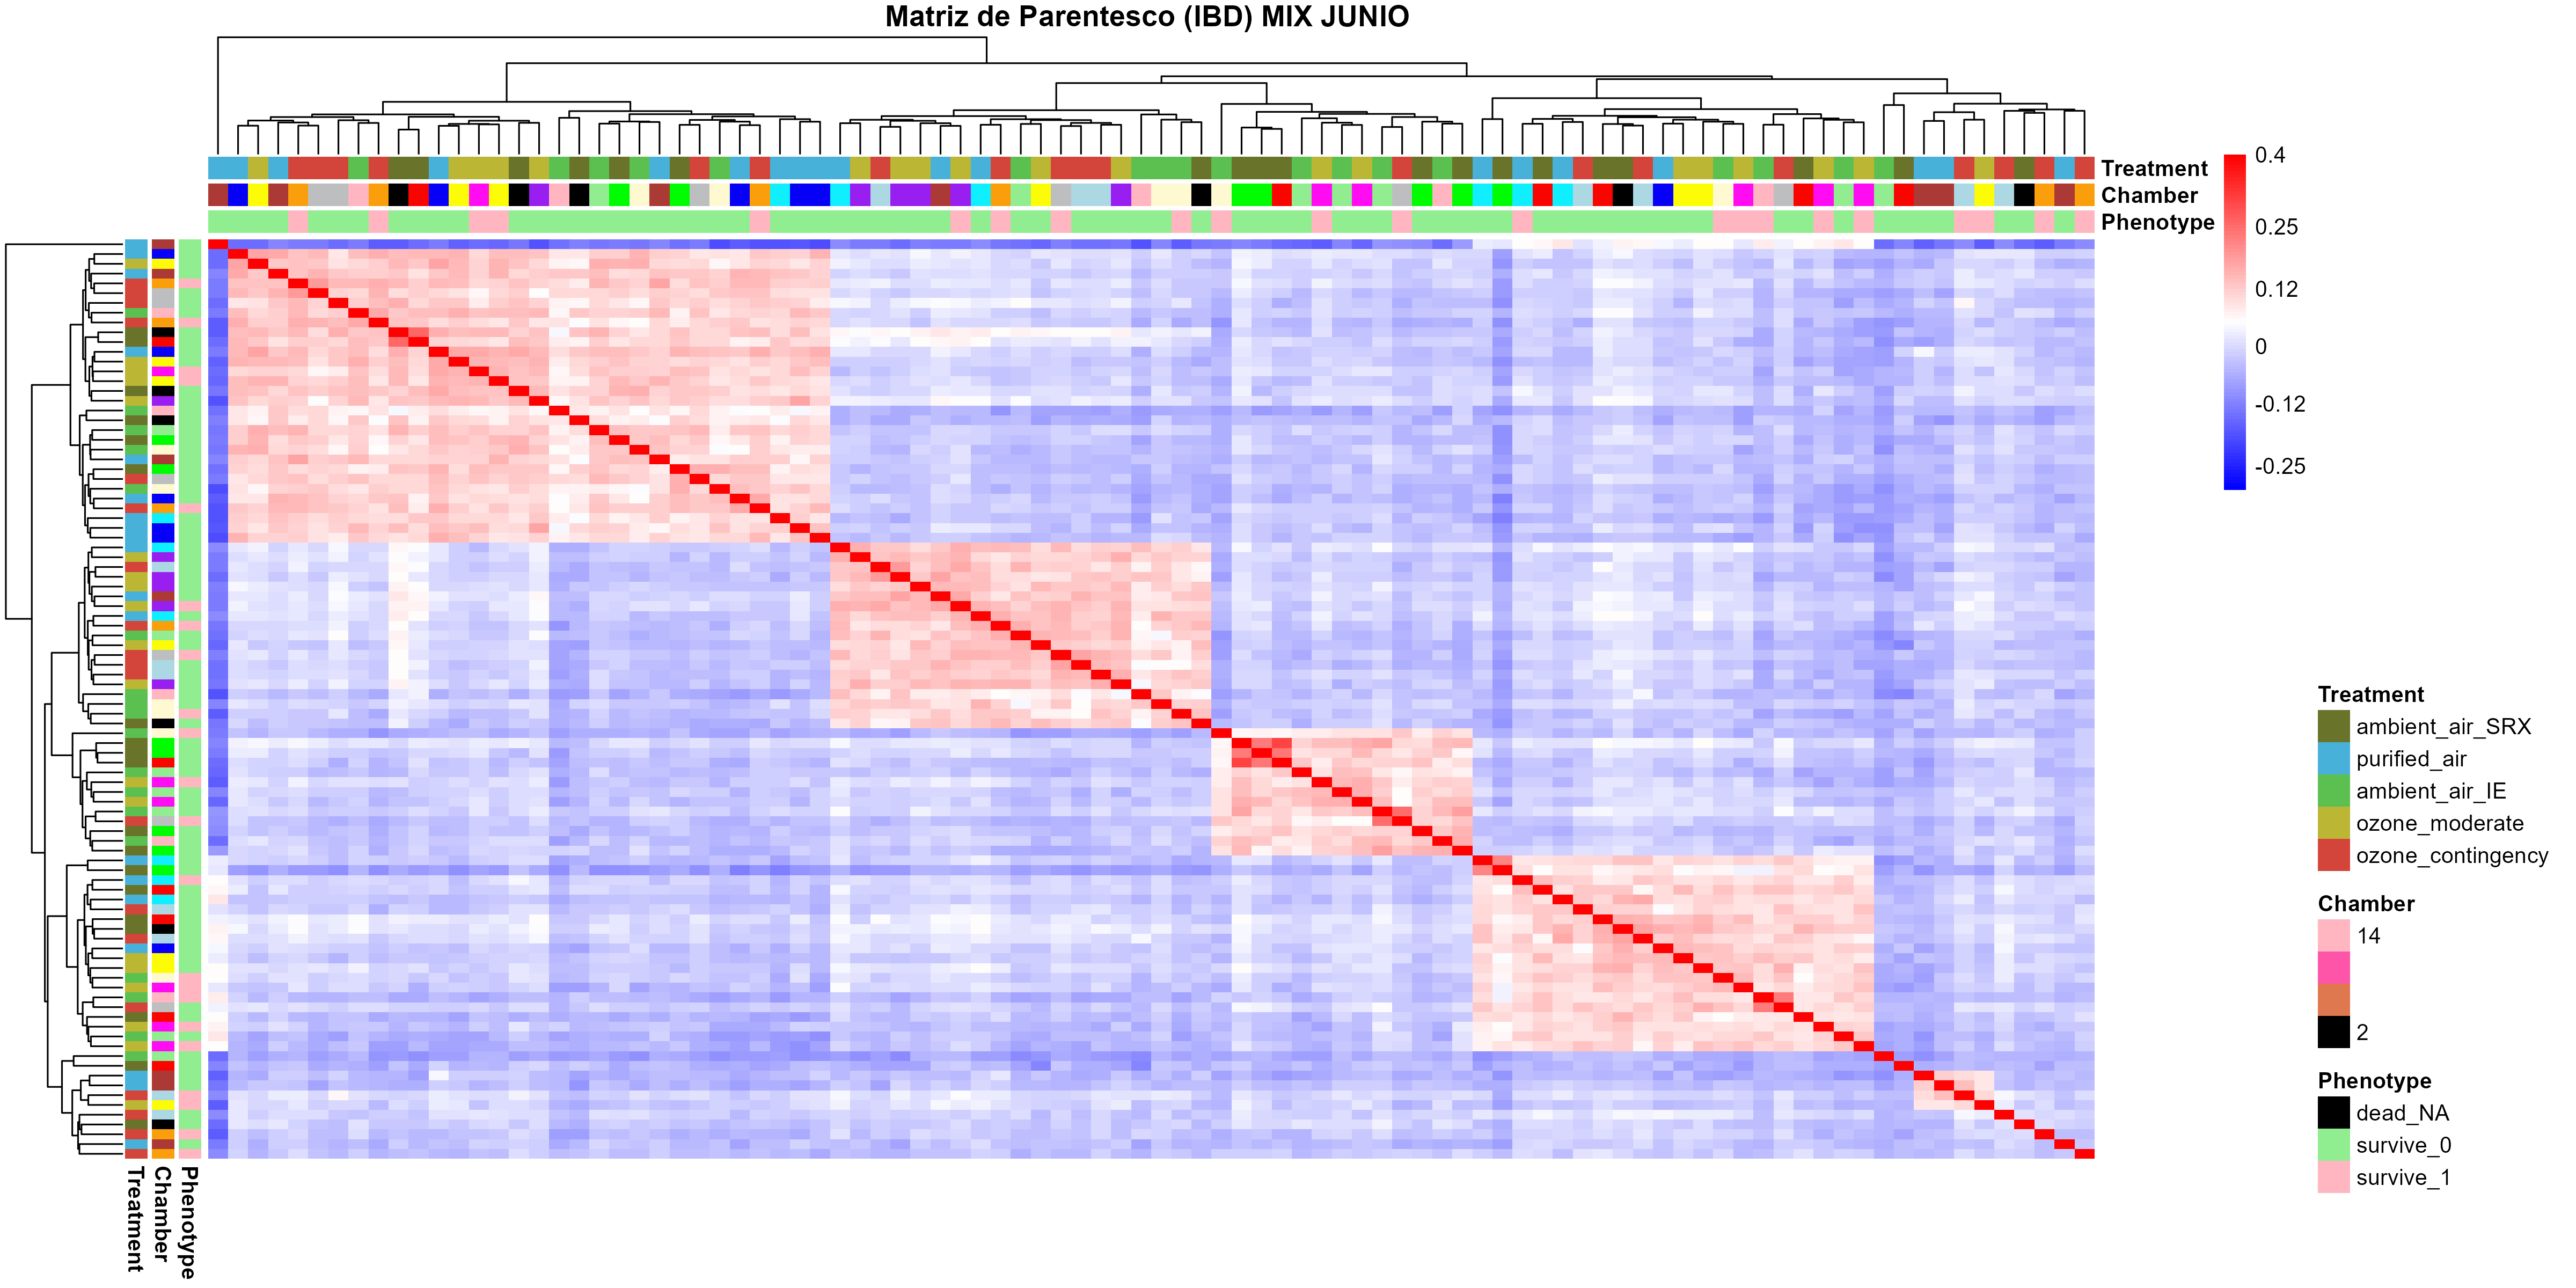 Matriz de Parentesco (IBD) MIX JUNIO
Treatment
Chamber
Phenotype
0.4
0.25
0.12
0
-0.12
-0.25
Treatment
ambient_air_SRX
purified_air
ambient_air_IE
ozone_moderate
ozone_contingency
Chamber
14
2
Phenotype
dead_NA
survive_0
survive_1
Treatment
Chamber
Phenotype